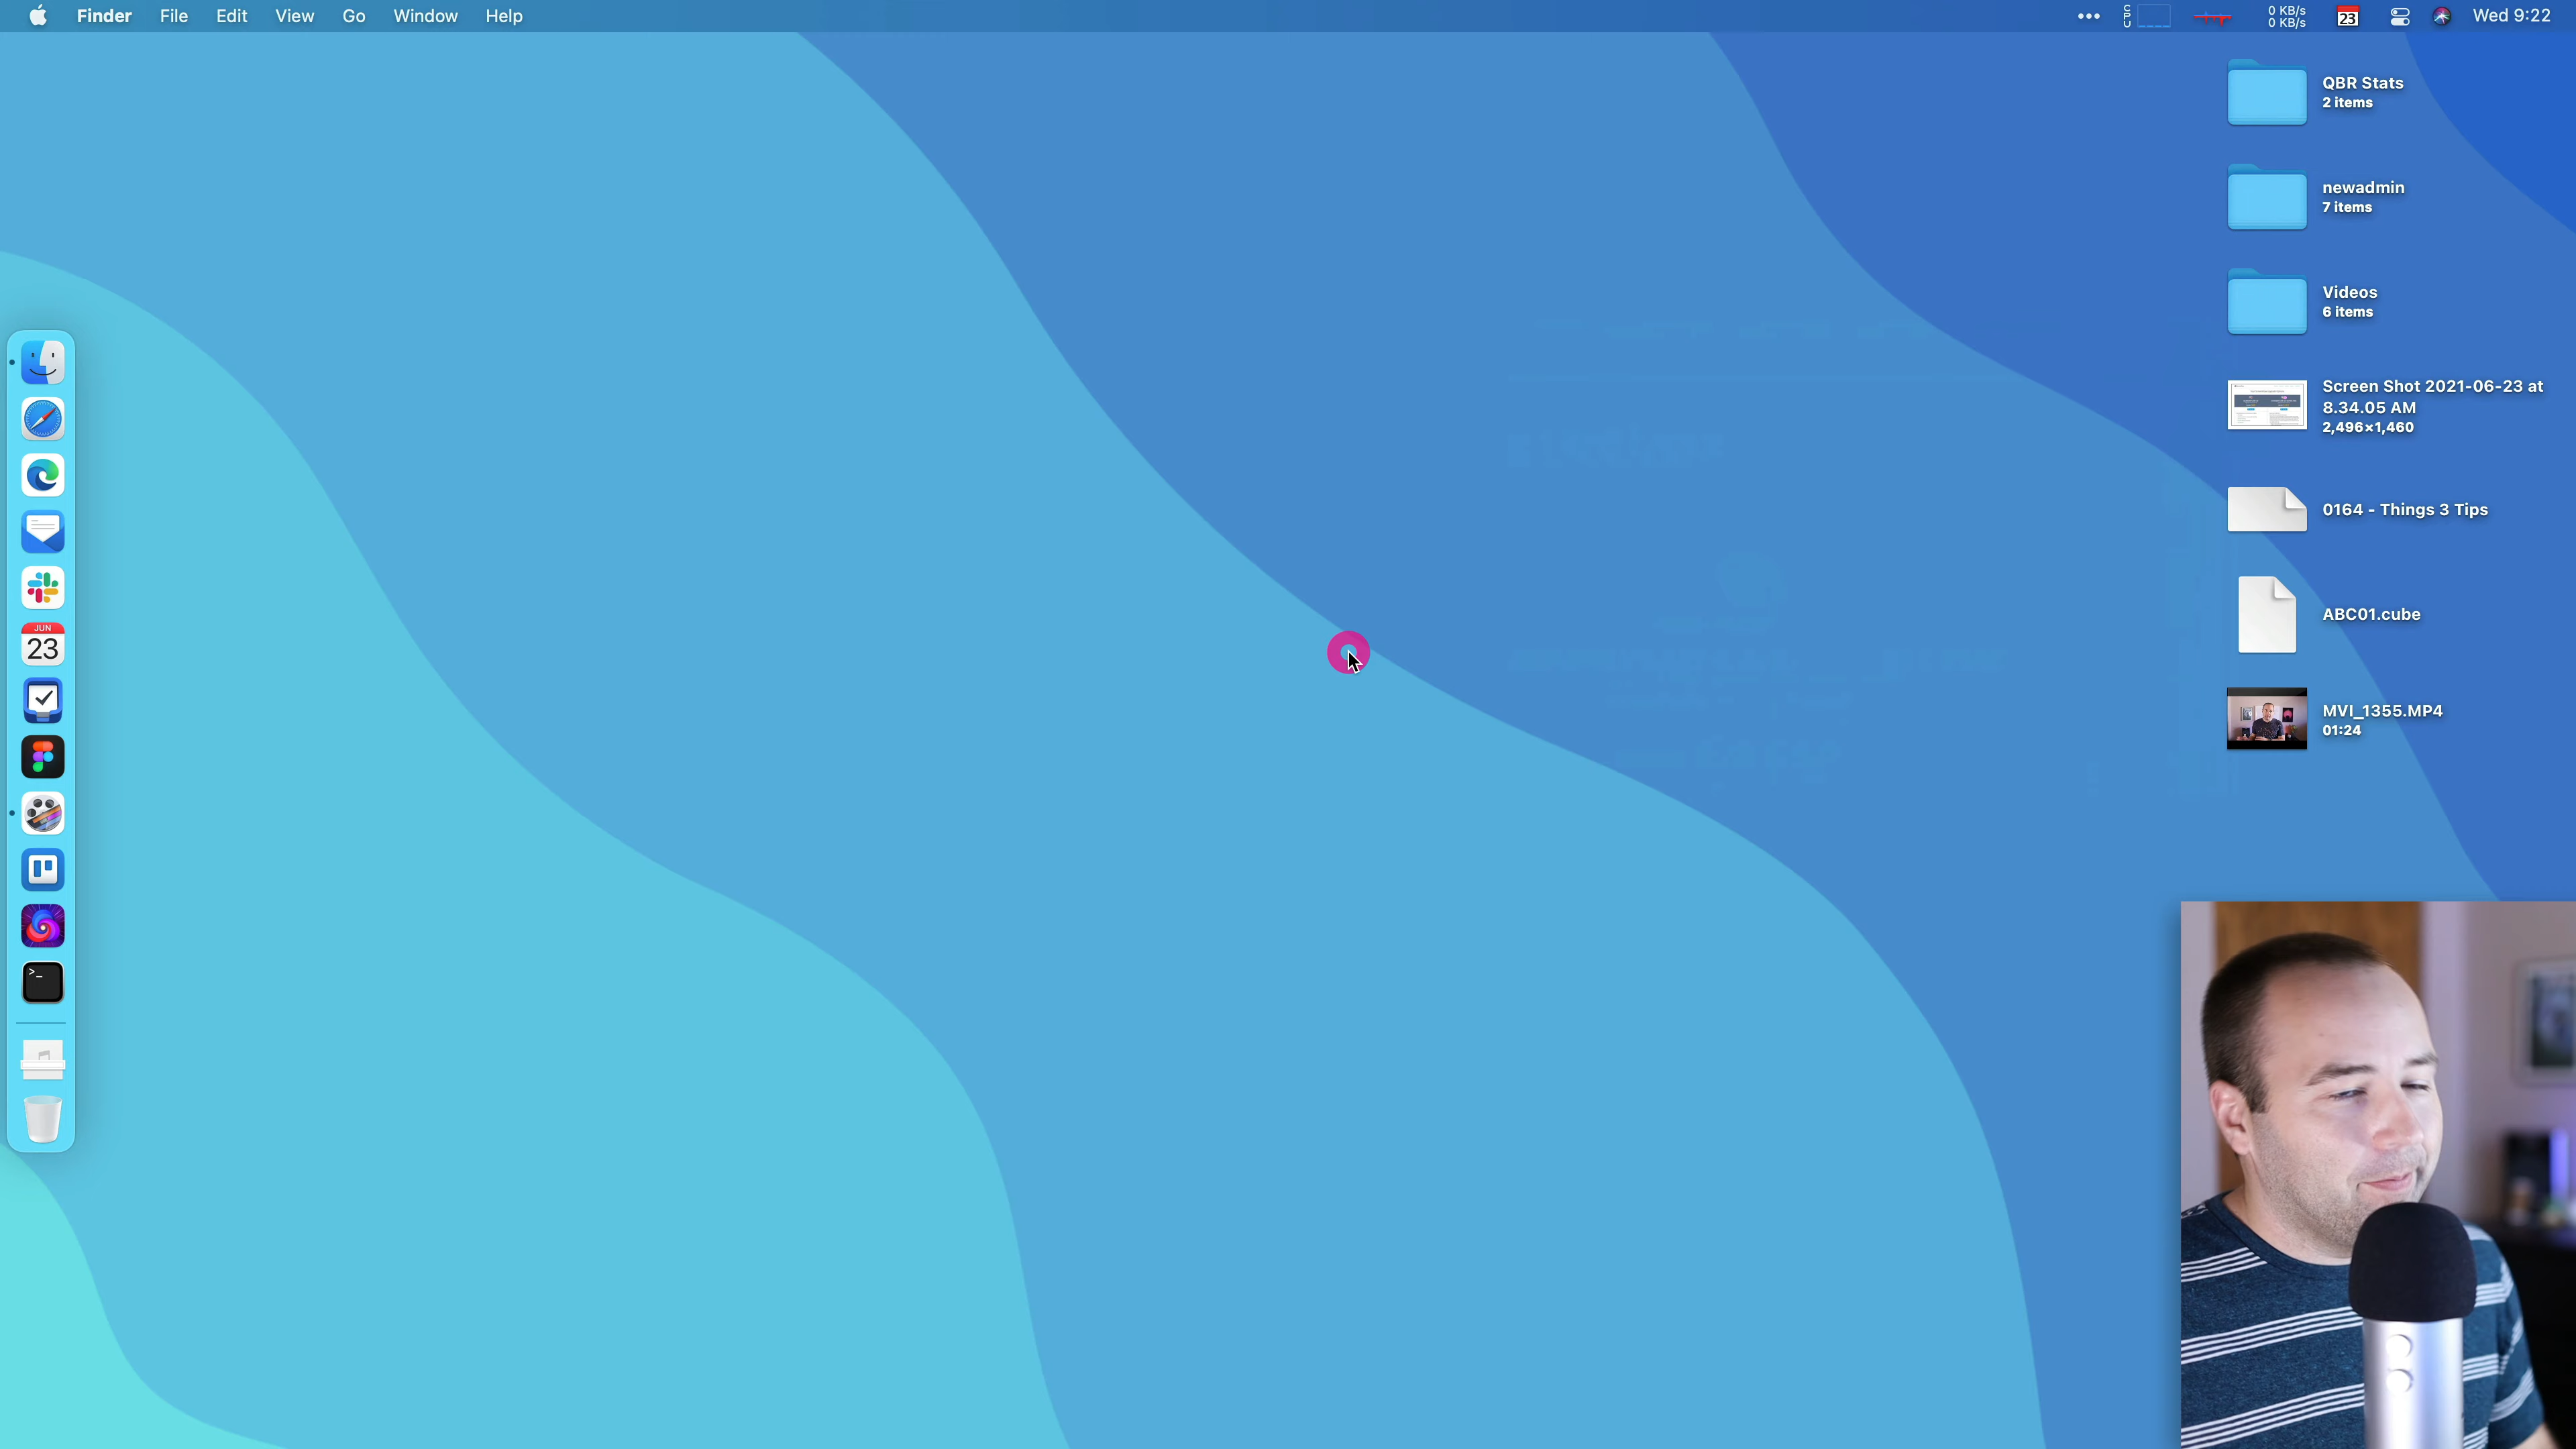 Finder File Edit View Go Window Help
CPU
0 KB/s
0 KB/s
23
Wed 9:22
QBR Stats
2 items
newadmin
7 items
Videos
6 items
Screen Shot 2021-06-23 at
8.34.05 AM
2,496×1,460
0164 - Things 3 Tips
ABC01.cube
MVI_1355.MP4
01:24
JUN
23
>_